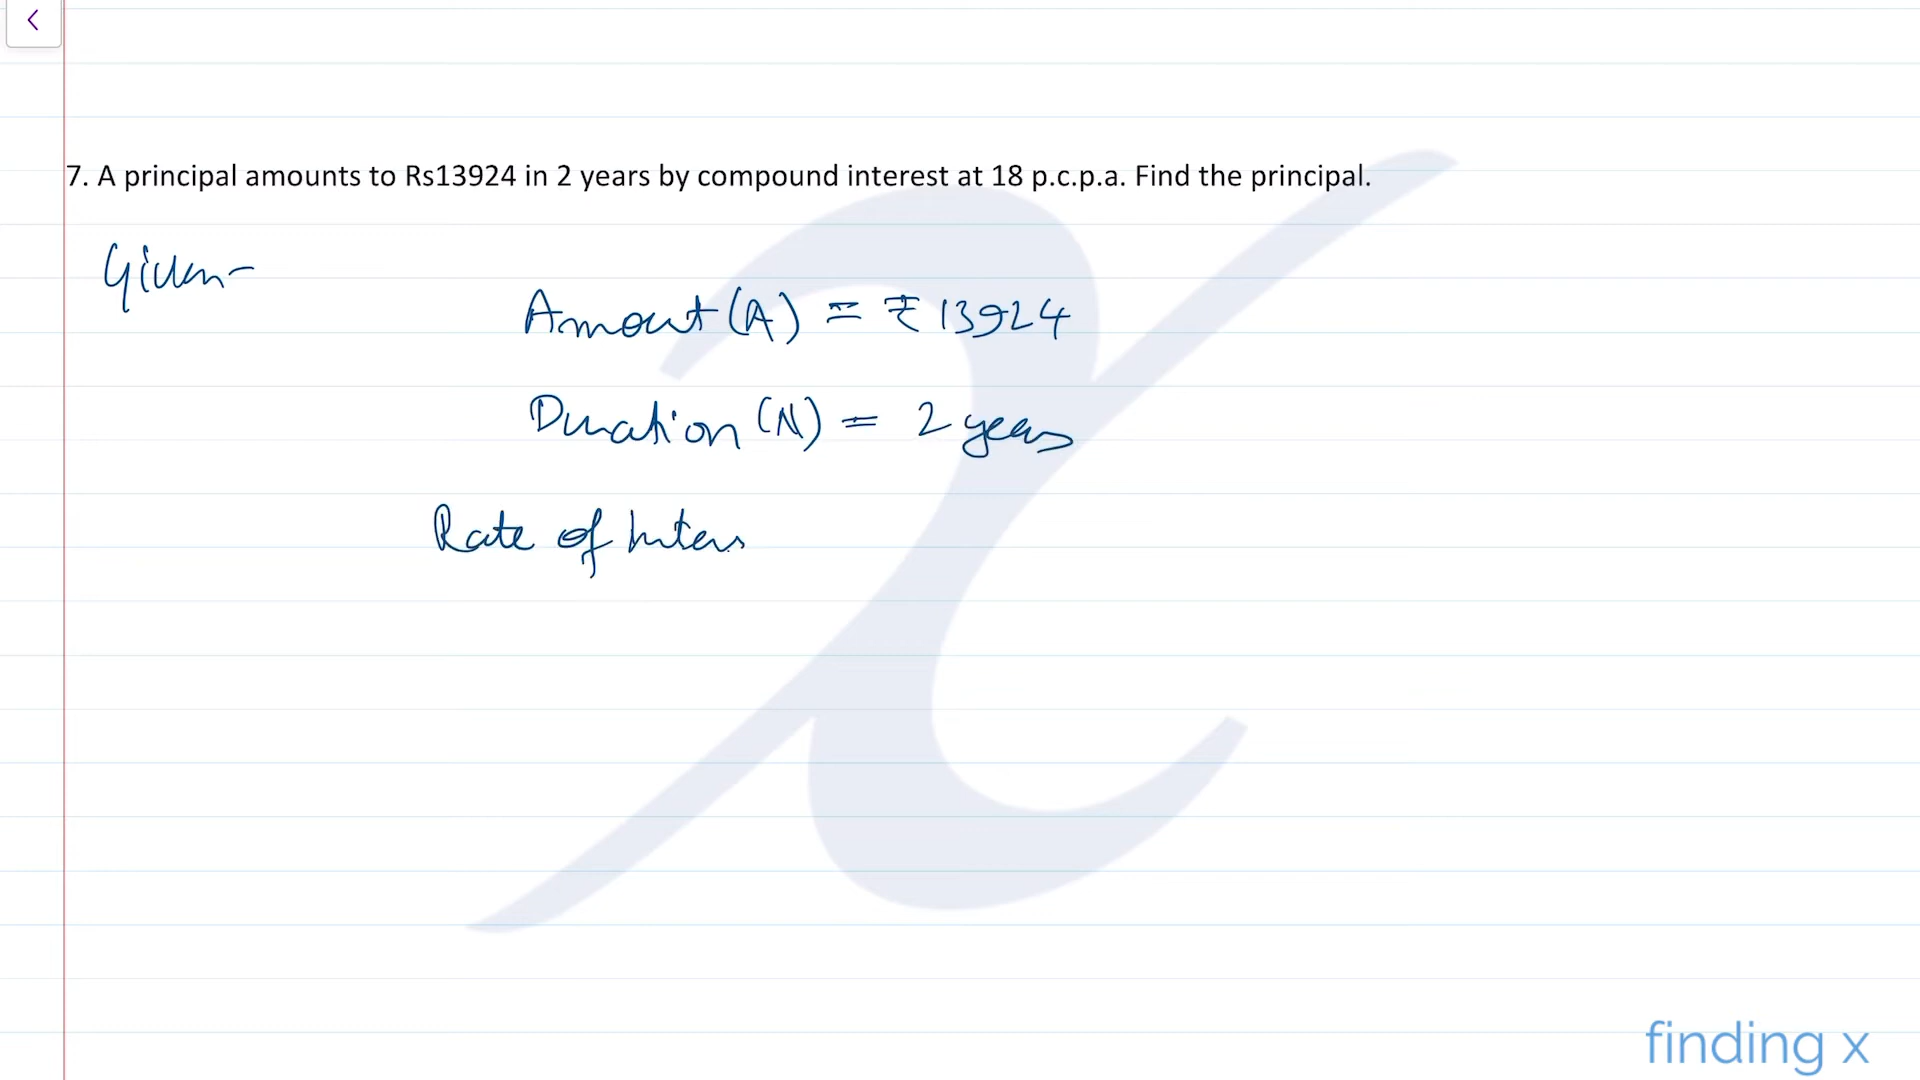 7. A principal amounts to Rs13924 in 2 years by compound interest at 18 p.c.p.a. Find the principal.
Given -
Amount (A) = ₹ 13924
Duration (N) = 2 years
Rate of Inters
finding x